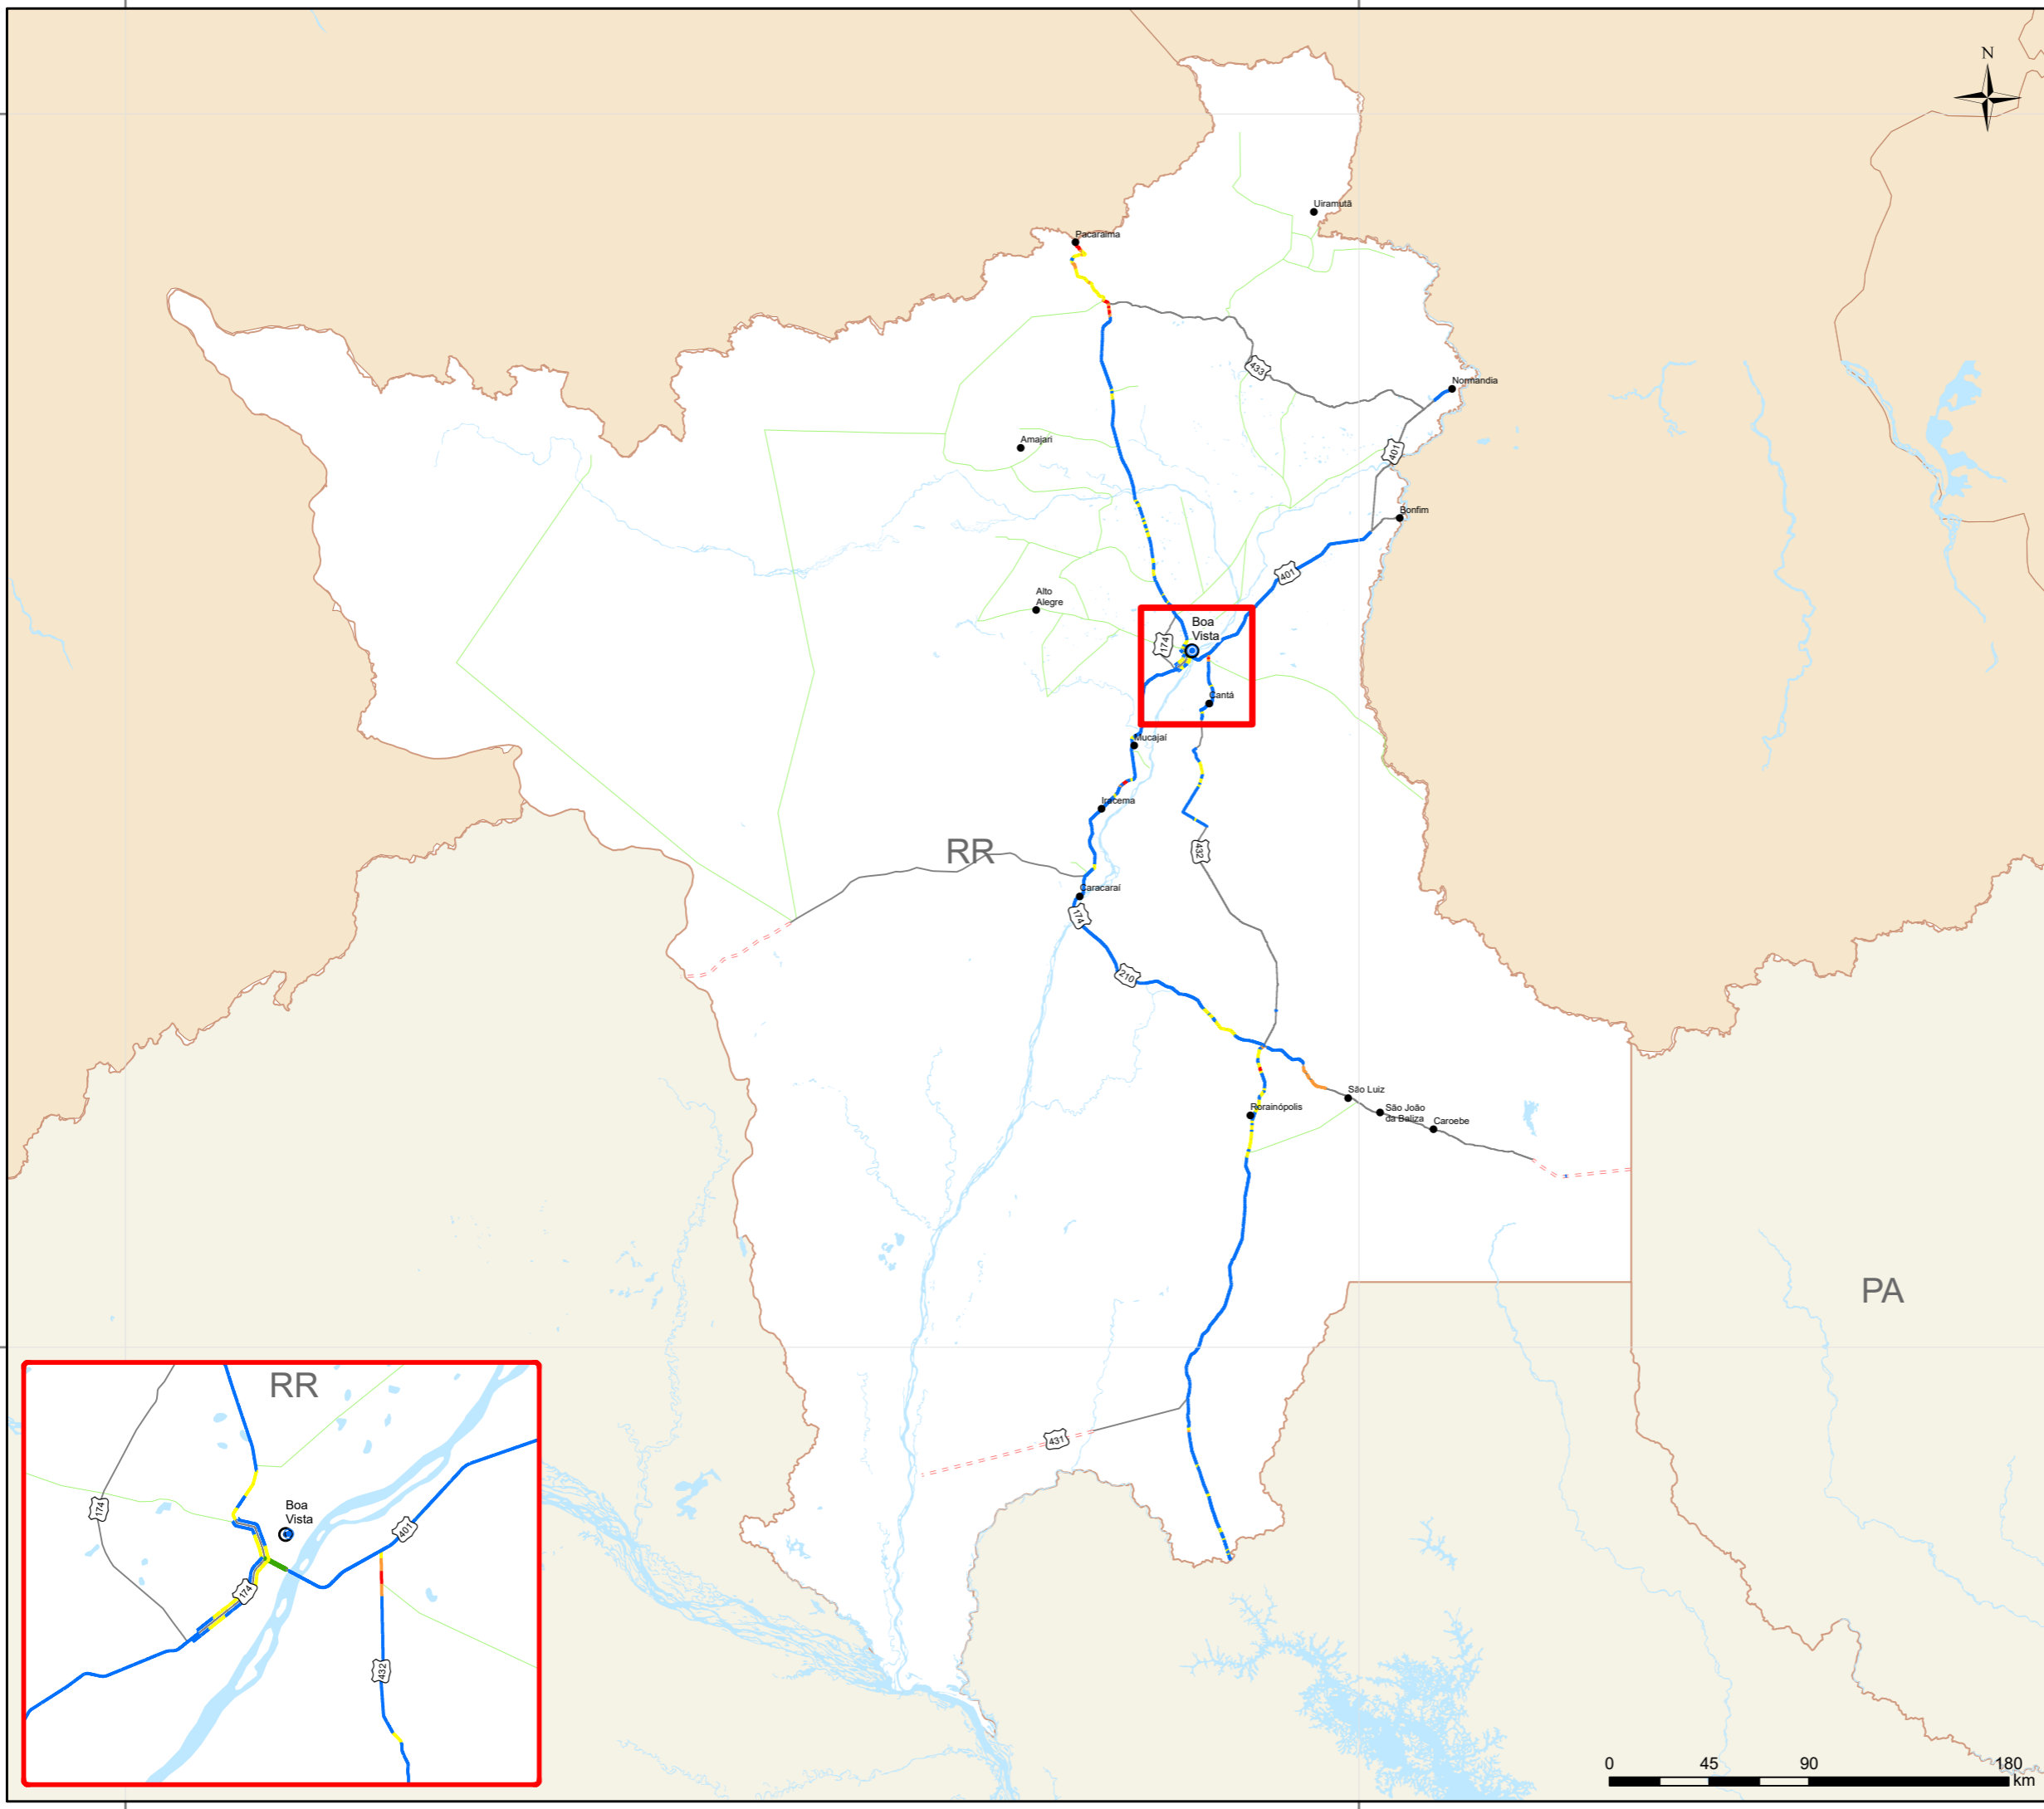 N
Uiramutã
Pacaraima
433
Normandia
Amajari
401
Bonfim
401
Alto
Alegre
Boa
Vista
174
Cantá
Mucajaí
Iracema
RR
432
Caracaraí
174
210
São Luiz
Rorainópolis
São João
da Baliza
Caroebe
PA
RR
431
174
Boa
Vista
401
174
432
0 45 90 180
km